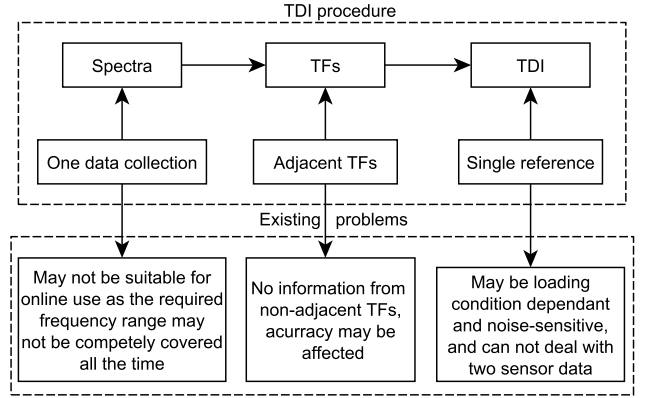 TDI procedure
Spectra
TFs
TDI
One data collection
Adjacent TFs
Single reference
Existing problems
May not be suitable for
online use as the required
frequency range may
not be competely covered
all the time
No information from
non-adjacent TFs,
acurracy may be
affected
May be loading
condition dependant
and noise-sensitive,
and can not deal with
two sensor data